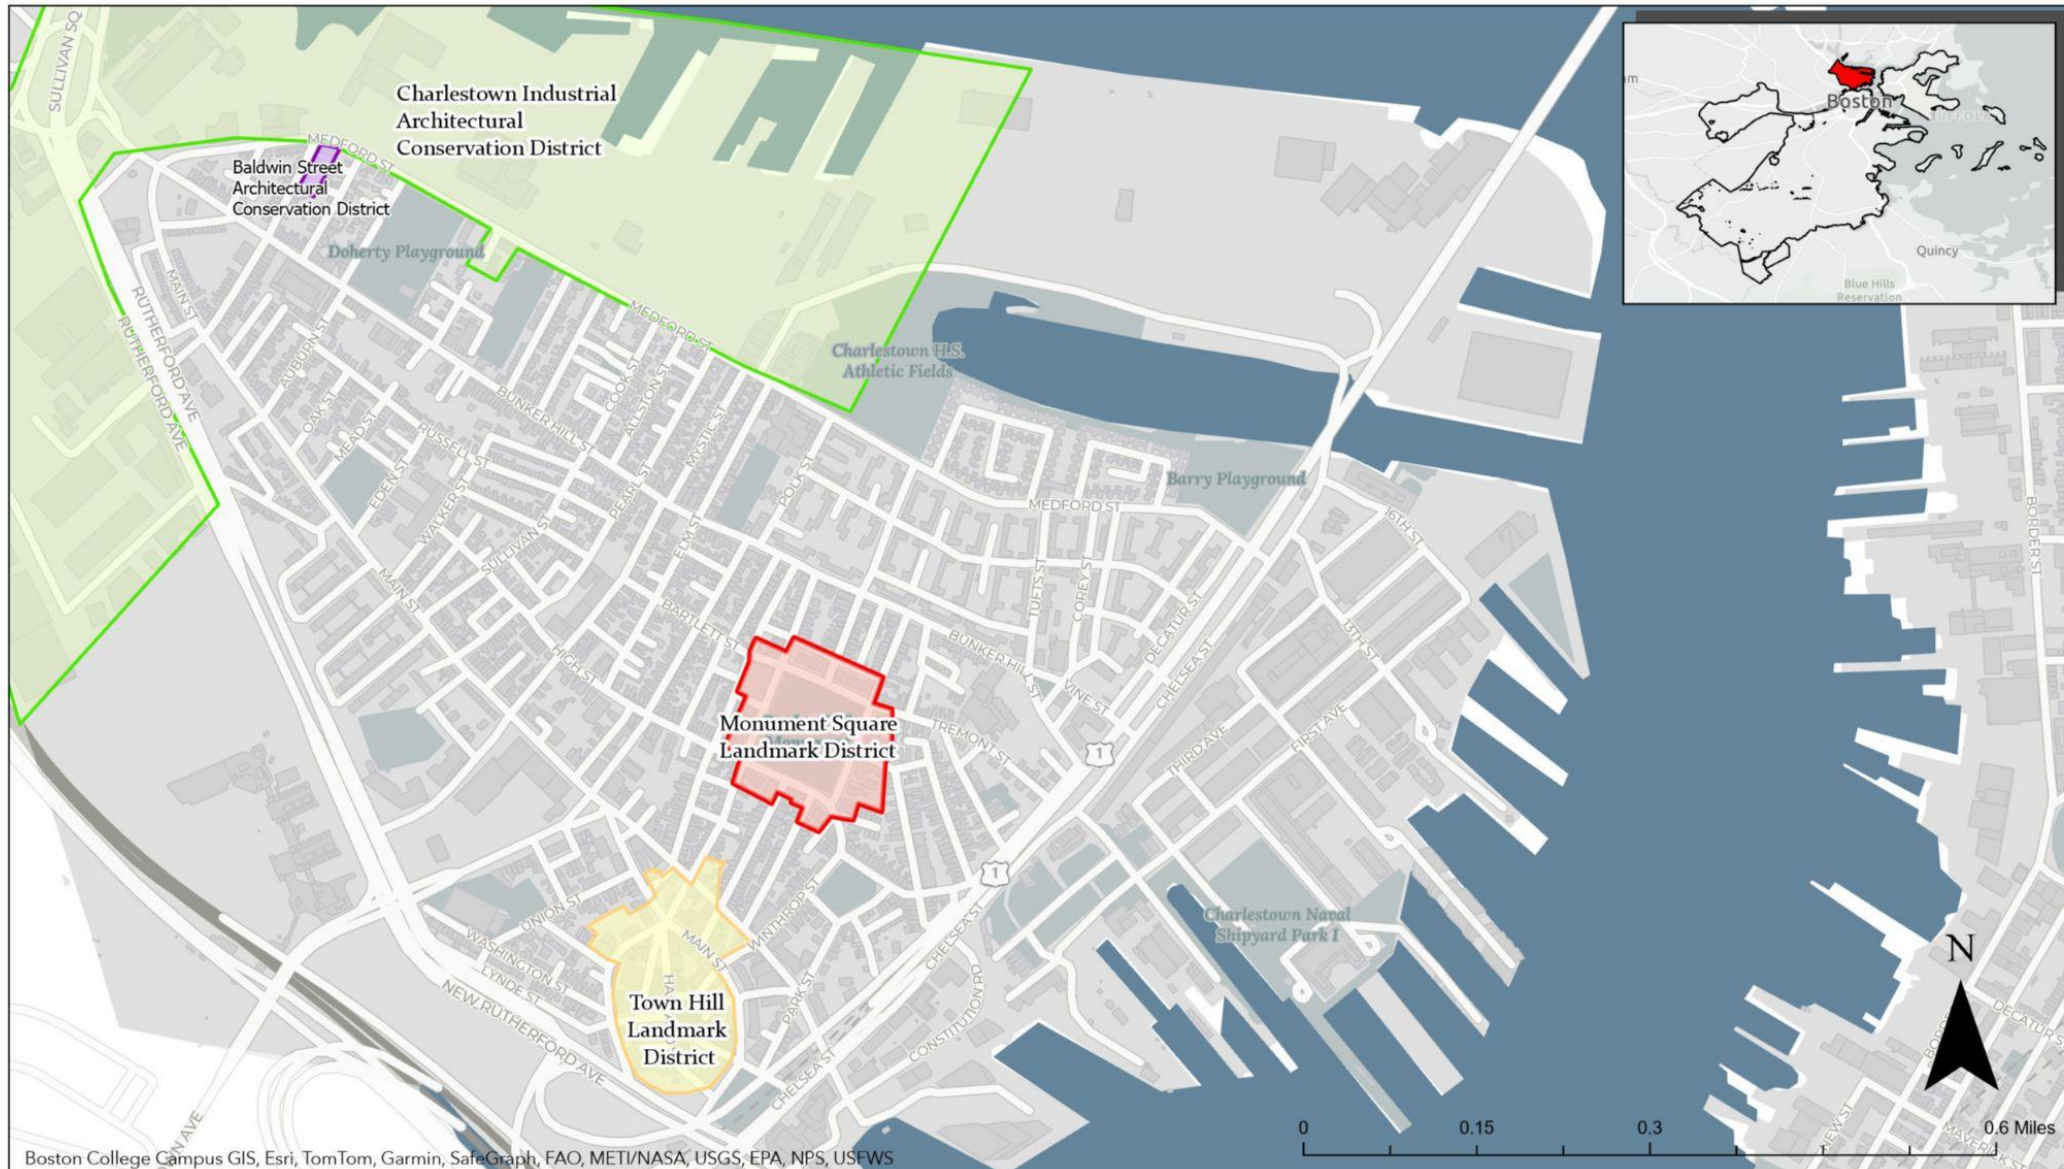 SULLIVAN SQ
Charlestown Industrial
Architectural
Conservation District
MEDFORD ST
Baldwin Street
Architectural
Conservation District
Doherty Playground
MAIN ST
RUTHERFORD AVE
RUTHERFORD AVE
MEDFORD ST
Charlestown H.S.
Athletic Fields
AUBURN ST
OAK ST
MEAD ST
EDEN ST
RUSSELL ST
BUNKER HILL ST
COOK ST
ALLSTON ST
MYSTIC ST
WALKER ST
SULLIVAN ST
PEARL ST
ELM ST
POLK ST
Barry Playground
MEDFORD ST
6TH ST
13TH ST
TUFTS ST
COREY ST
DECATUR ST
CHELSEA ST
MAIN ST
BARTLETT ST
HIGH ST
BUNKER HILL ST
VINE ST
TREMONT ST
Monument Square
Landmark District
1
THIRD AVE
FIRST AVE
1
Charlestown Naval
Shipyard Park I
UNION ST
WASHINGTON ST
LYNDE ST
MAIN ST
WINTHROP ST
CHELSEA ST
Town Hill
Landmark
District
PARK ST
NEW RUTHERFORD AVE
CHELSEA ST
CONSTITUTION RD
BORDER ST
DECATUR S
NEW ST
MAVERICK S
Boston
SUFFOLK
Quincy
Blue Hills
Reservation
N
0 0.15 0.3 0.6 Miles
Boston College Campus GIS, Esri, TomTom, Garmin, SafeGraph, FAO, METI/NASA, USGS, EPA, NPS, USFWS